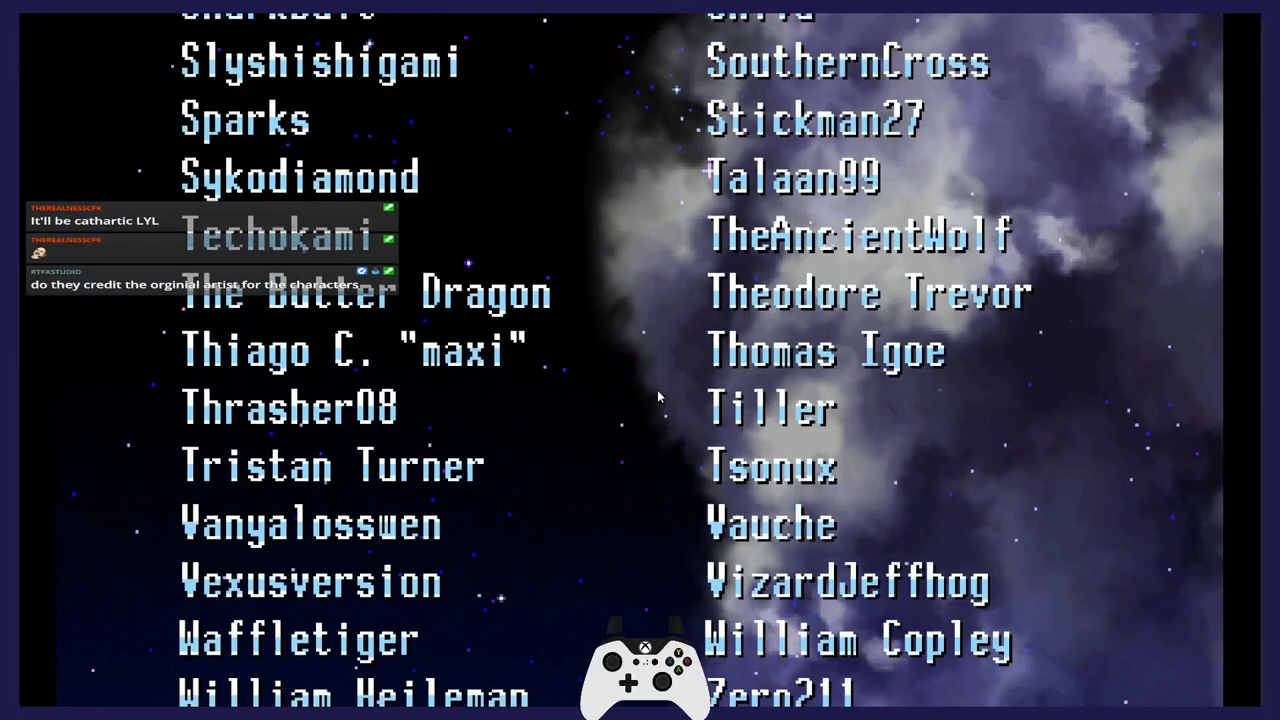 Slyshishigami SouthernCross
Sparks Stickman27
Sykodiamond Talaan99
THEREALNESSCFK
It'll be cathartic LYL
Techokami TheAncientWolf
THEREALNESSCFK
RTFXSTUDIO
do they credit the orginial artist for the characters
The Butter Dragon Theodore Trevor
Thiago C. "maxi" Thomas Igoe
Thrasher08 Tiller
Tristan Turner Tsonux
Vanyalosswen Vauche
Vexusversion WizardJeffhog
Waffletiger William Copley
William Heileman Zero211